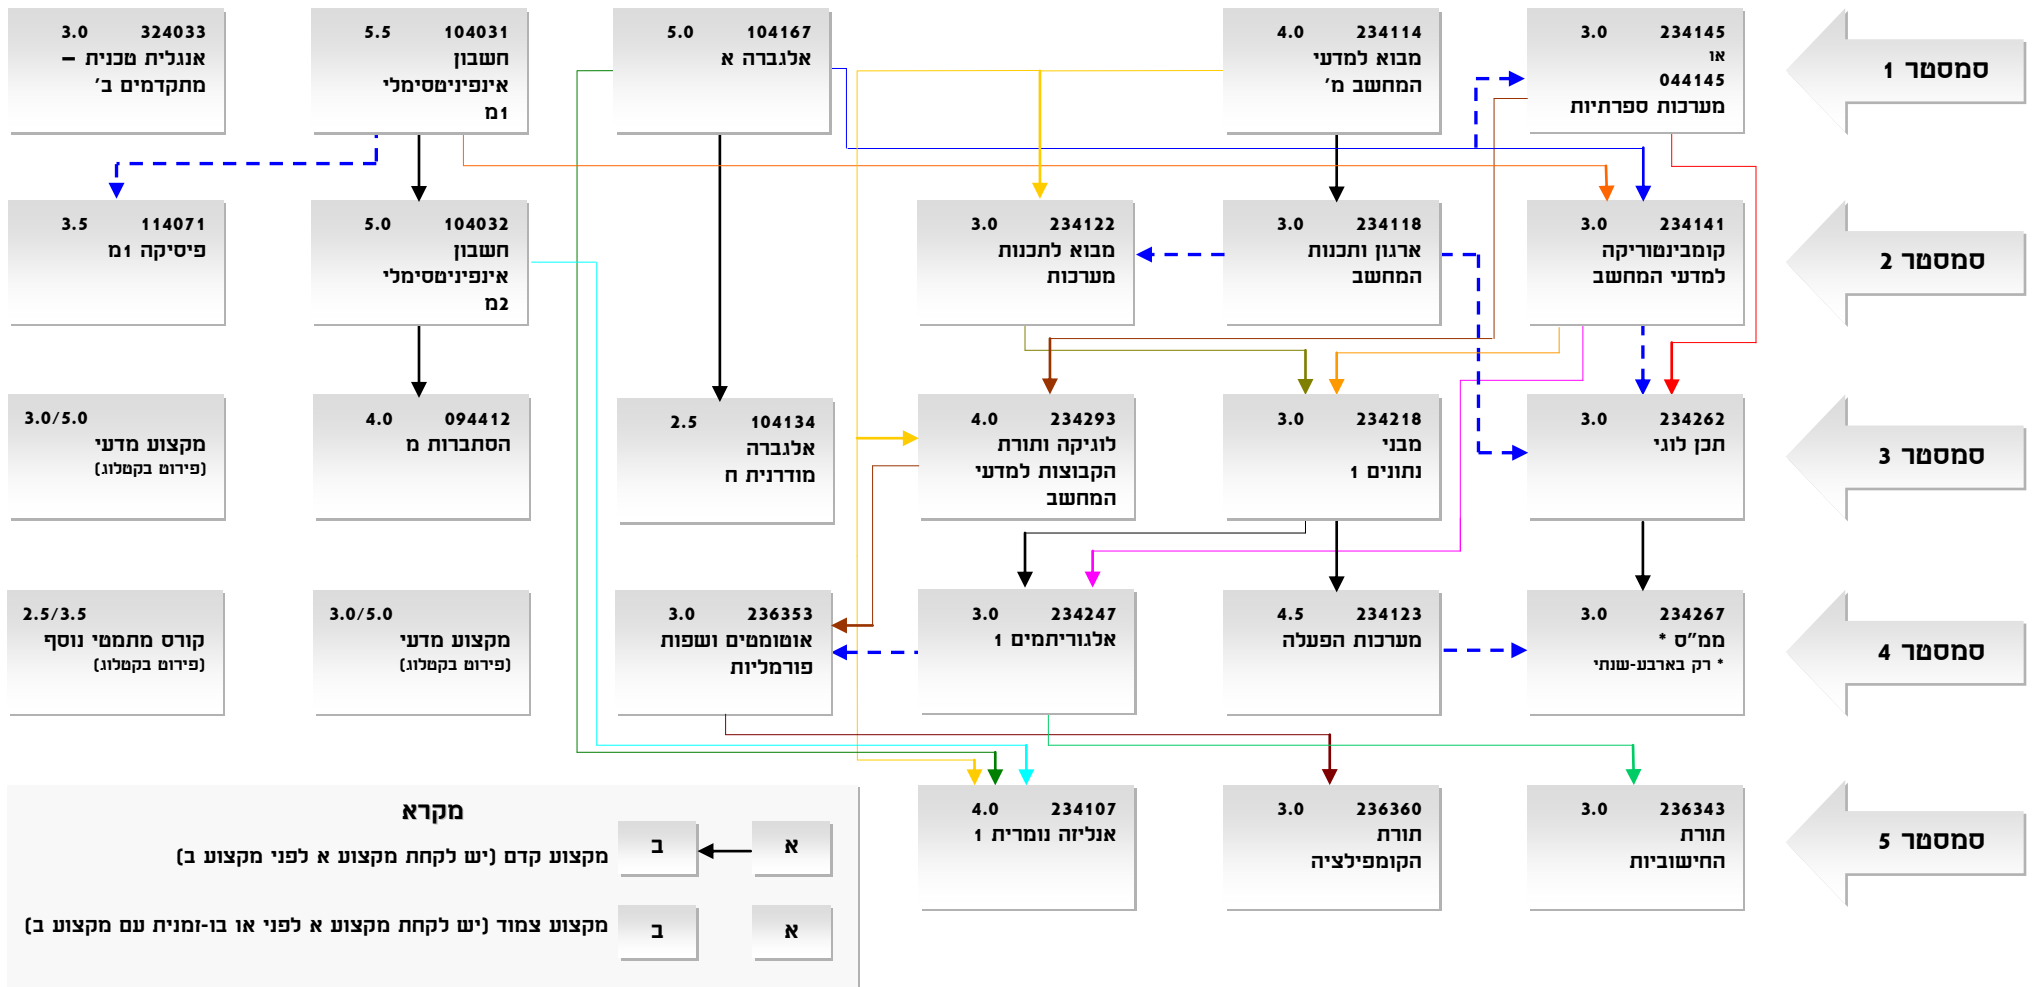 סמסטר 1
234145 3.0
או
044145
מערכות ספרתיות
234114 4.0
מבוא למדעי
המחשב מ'
104167 5.0
אלגברה א
104031 5.5
חשבון
אינפיניטסימלי
1מ
324033 3.0
אנגלית טכנית –
מתקדמים ב'
סמסטר 2
234141 3.0
קומבינטוריקה
למדעי המחשב
234118 3.0
ארגון ותכנות
המחשב
234122 3.0
מבוא לתכנות
מערכות
104032 5.0
חשבון
אינפיניטסימלי
2מ
114071 3.5
פיסיקה 1מ
סמסטר 3
234262 3.0
תכן לוגי
234218 3.0
מבני
נתונים 1
234293 4.0
לוגיקה ותורת
הקבוצות למדעי
המחשב
104134 2.5
אלגברה
מודרנית ח
094412 4.0
הסתברות מ
3.0/5.0
מקצוע מדעי
(פירוט בקטלוג)
סמסטר 4
234267 3.0
ממ"ס *
* רק בארבע-שנתי
234123 4.5
מערכות הפעלה
234247 3.0
אלגוריתמים 1
236353 3.0
אוטומטים ושפות
פורמליות
3.0/5.0
מקצוע מדעי
(פירוט בקטלוג)
2.5/3.5
קורס מתמטי נוסף
(פירוט בקטלוג)
סמסטר 5
236343 3.0
תורת
החישוביות
236360 3.0
תורת
הקומפילציה
234107 4.0
אנליזה נומרית 1
מקרא
א ב מקצוע קדם (יש לקחת מקצוע א לפני מקצוע ב)
א ב מקצוע צמוד (יש לקחת מקצוע א לפני או בו-זמנית עם מקצוע ב)